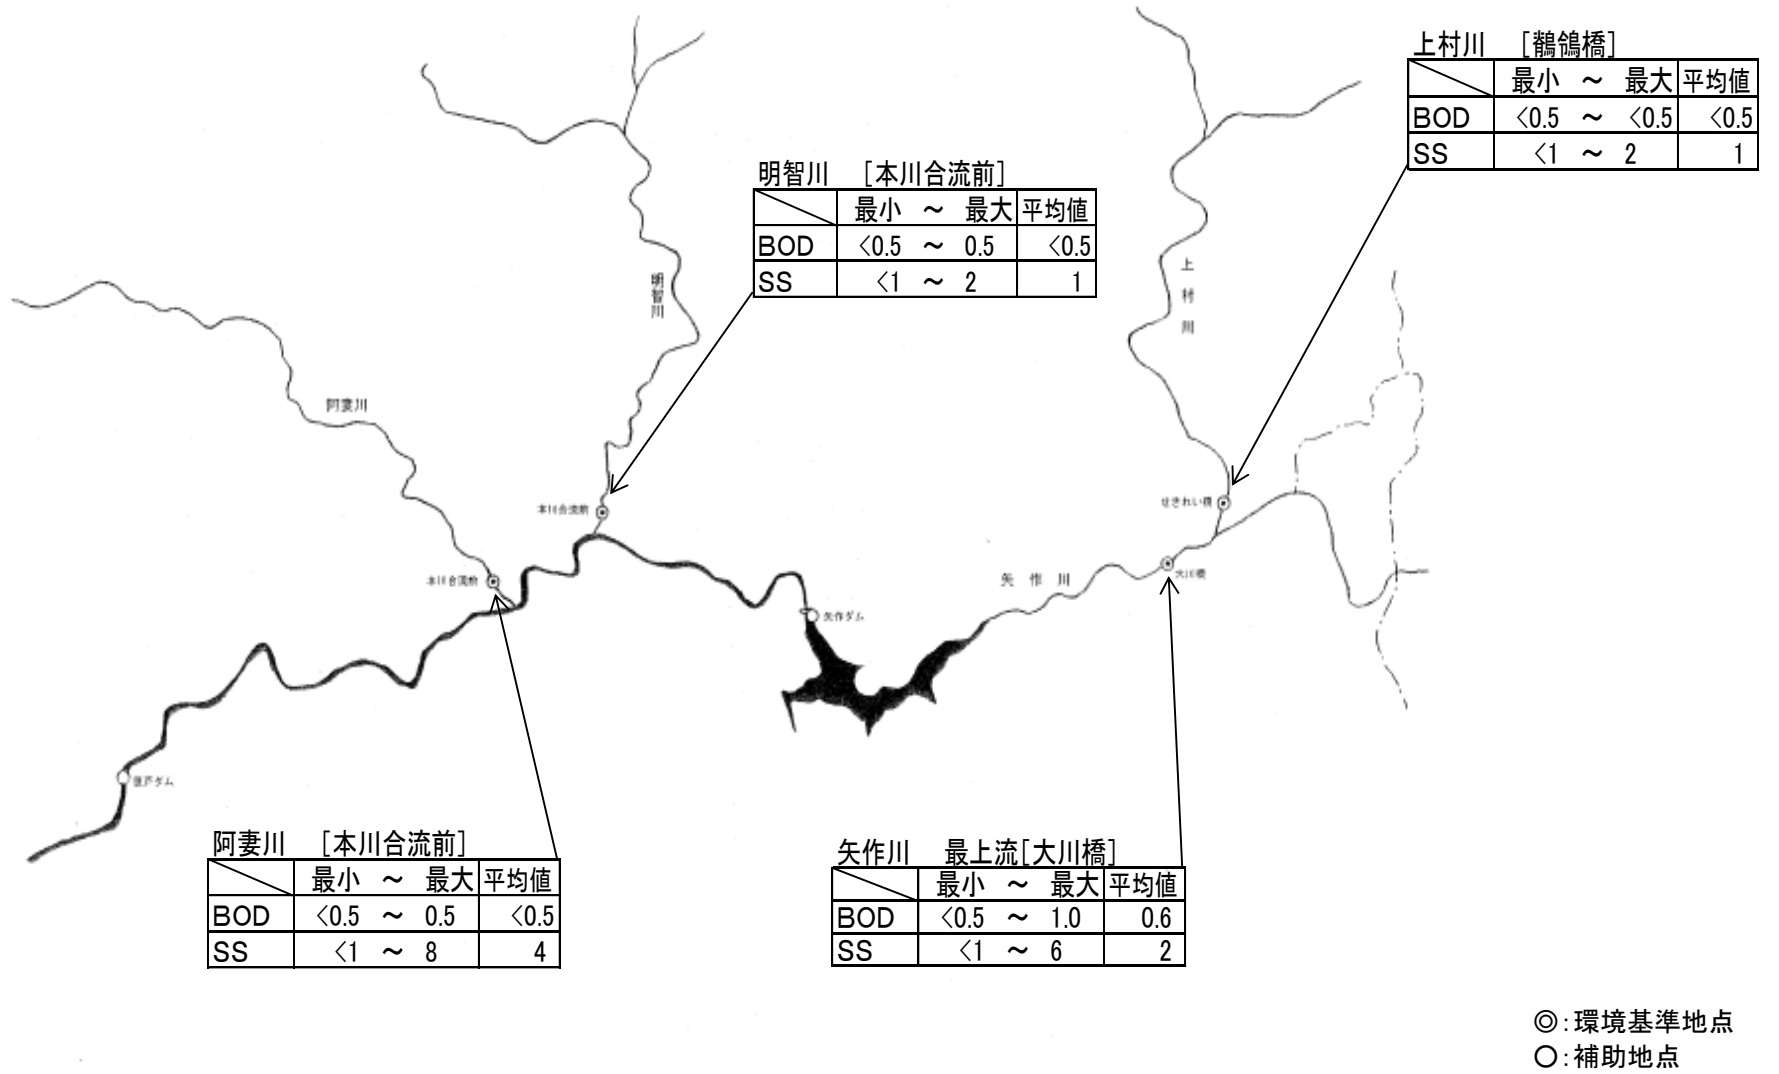 上村川 [鶺鴒橋]
最小 ～ 最大 平均値
BOD <0.5 ～ <0.5 <0.5
SS <1 ～ 2 1
明智川 [本川合流前]
最小 ～ 最大 平均値
BOD <0.5 ～ 0.5 <0.5
SS <1 ～ 2 1
明智川
上村川
阿妻川
本川合流前
せきれい橋
本川合流前
矢作川
大川橋
矢作ダム
阿妻川 [本川合流前]
最小 ～ 最大 平均値
BOD <0.5 ～ 0.5 <0.5
SS <1 ～ 8 4
矢作川 最上流[大川橋]
最小 ～ 最大 平均値
BOD <0.5 ～ 1.0 0.6
SS <1 ～ 6 2
◎:環境基準地点
○:補助地点